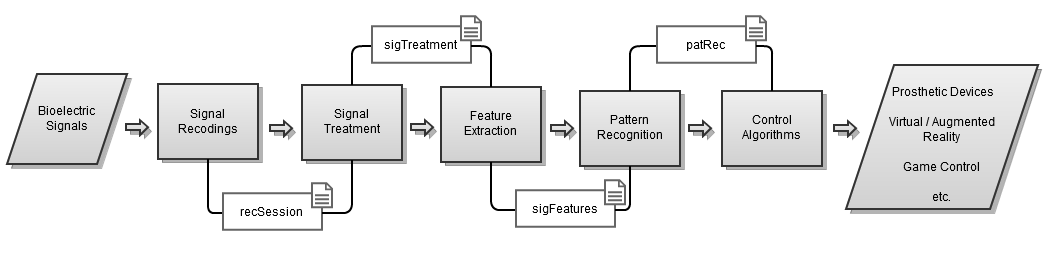 Bioelectric
Signals
Signal
Recodings
recSession
Signal
Treatment
sigTreatment
Feature
Extraction
sigFeatures
Pattern
Recognition
patRec
Control
Algorithms
Prosthetic Devices
Virtual / Augmented
Reality
Game Control
etc.